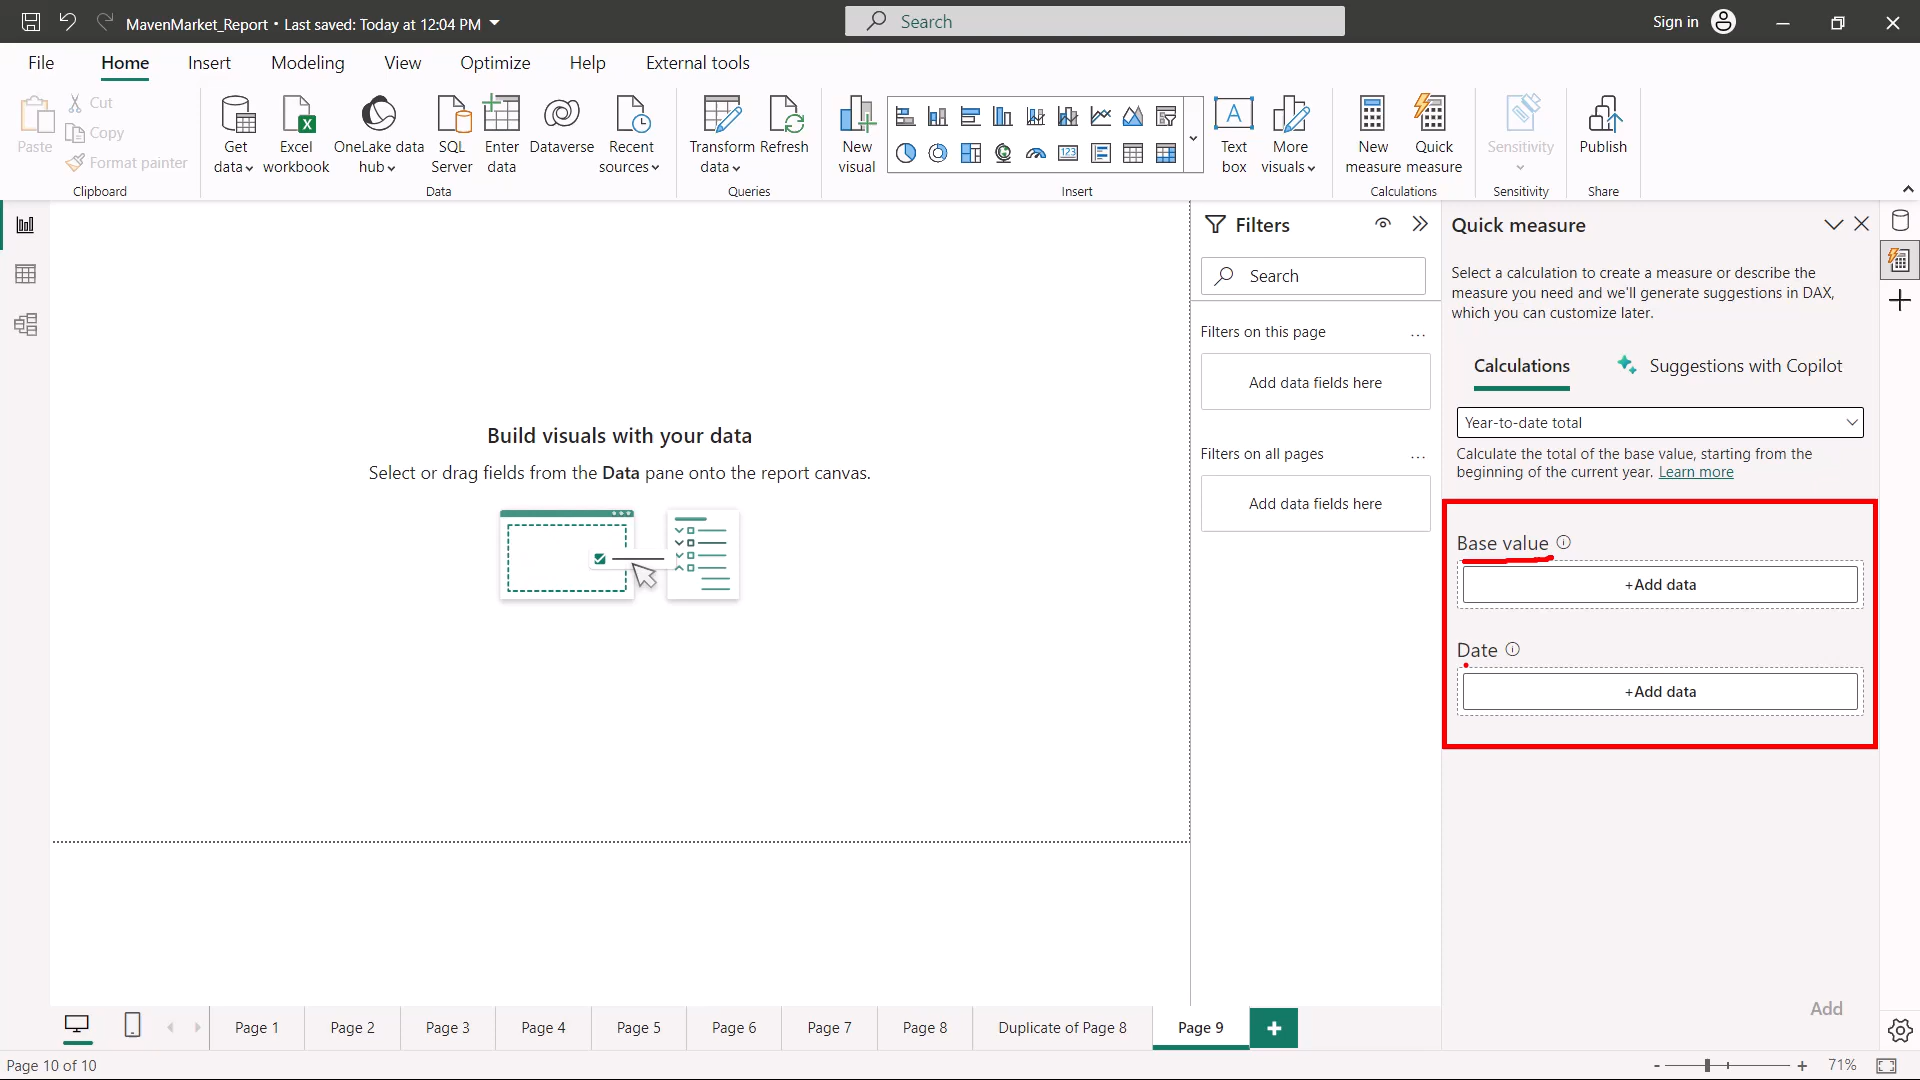 MavenMarket_Report • Last saved: Today at 12:04 PM
Search
Sign in
File
Home
Insert
Modeling
View
Optimize
Help
External tools
Paste
Cut
Copy
Format painter
Clipboard
Get
data
Excel
workbook
OneLake data
hub
SQL
Server
Enter
data
Dataverse
Recent
sources
Data
Transform
data
Refresh
Queries
New
visual
123
Insert
A
Text
box
More
visuals
New
measure
Quick
measure
Calculations
Sensitivity
Sensitivity
Publish
Share
Build visuals with your data
Select or drag fields from the Data pane onto the report canvas.
Filters
Search
Filters on this page
...
Add data fields here
Filters on all pages
...
Add data fields here
Quick measure
Select a calculation to create a measure or describe the
measure you need and we'll generate suggestions in DAX,
which you can customize later.
Calculations
Suggestions with Copilot
Year-to-date total
Calculate the total of the base value, starting from the
beginning of the current year. Learn more
Base value
+Add data
Date
+Add data
Add
Page 1
Page 2
Page 3
Page 4
Page 5
Page 6
Page 7
Page 8
Duplicate of Page 8
Page 9
+
Page 10 of 10
- + 71%